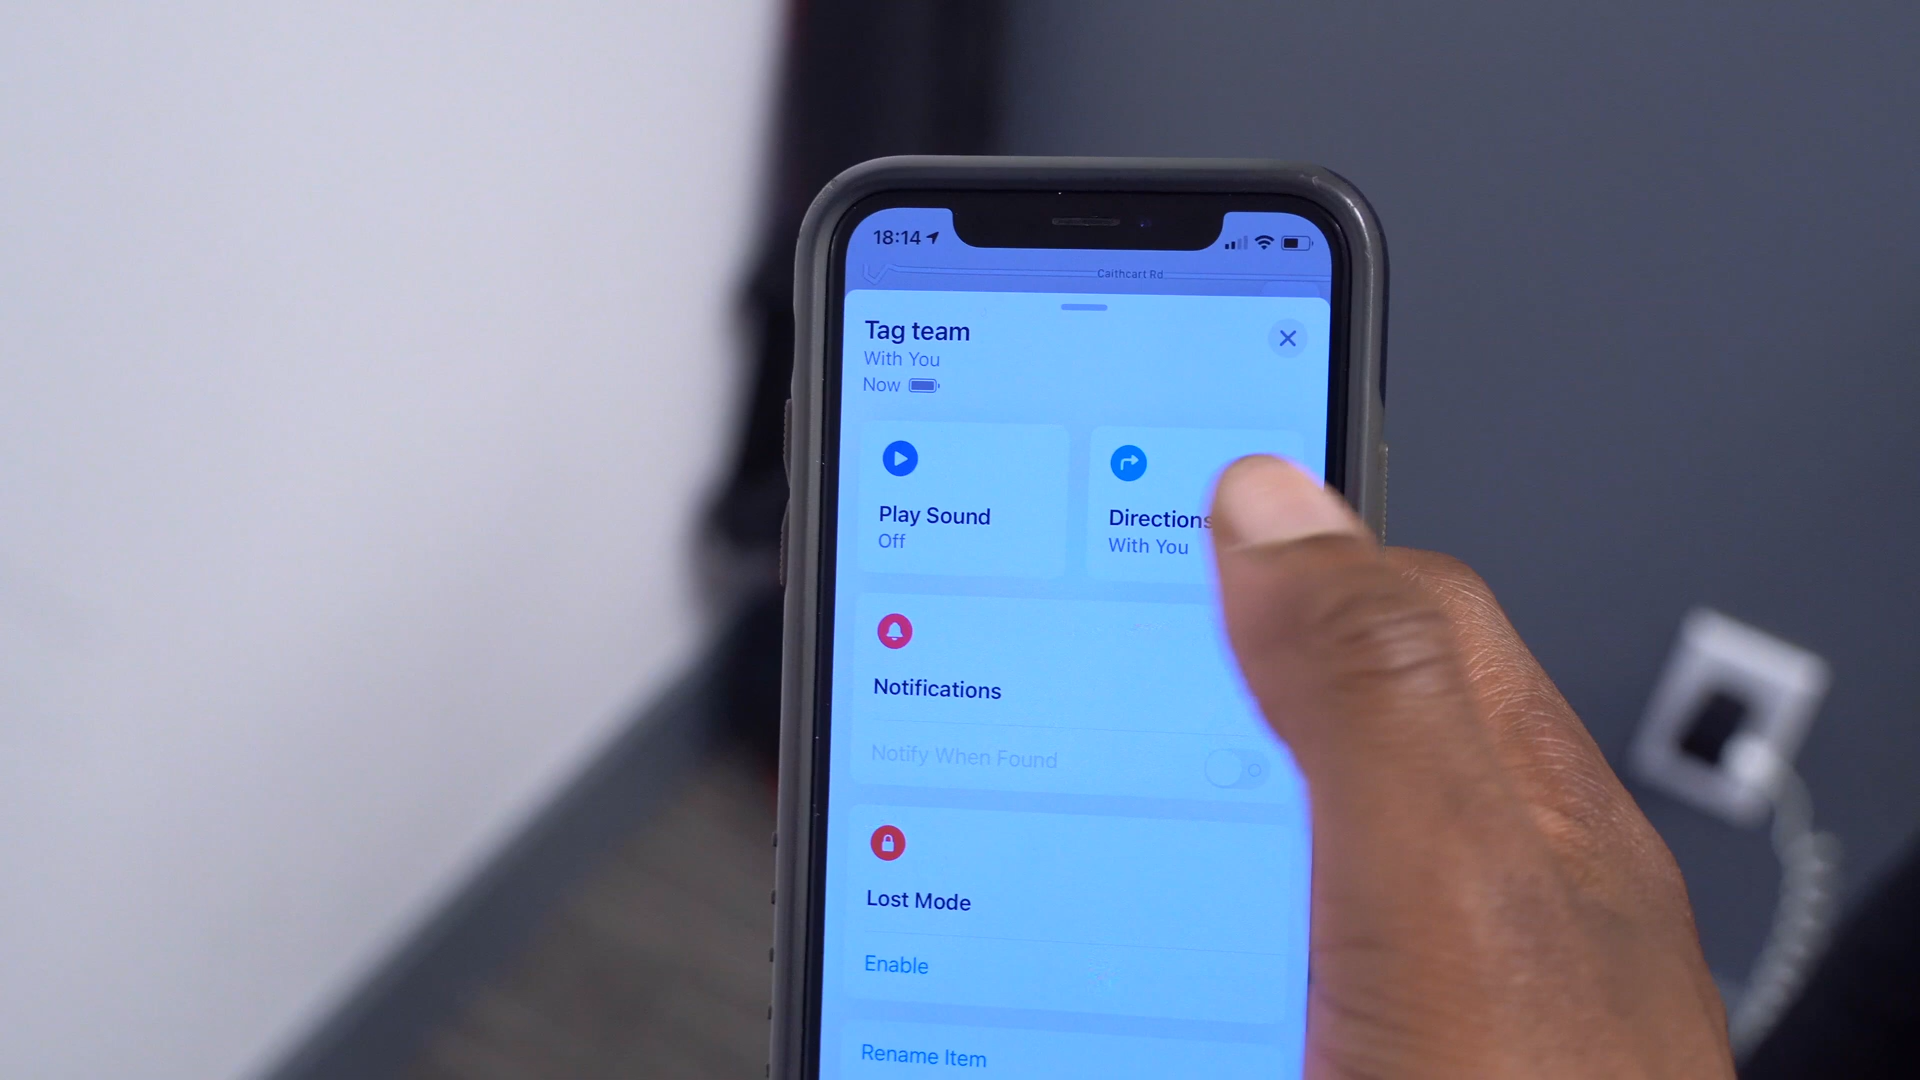 18:14
Caithcart Rd
Tag team
With You
Now
Play Sound
Off
Directions
With You
Notifications
Notify When Found
Lost Mode
Enable
Rename Item